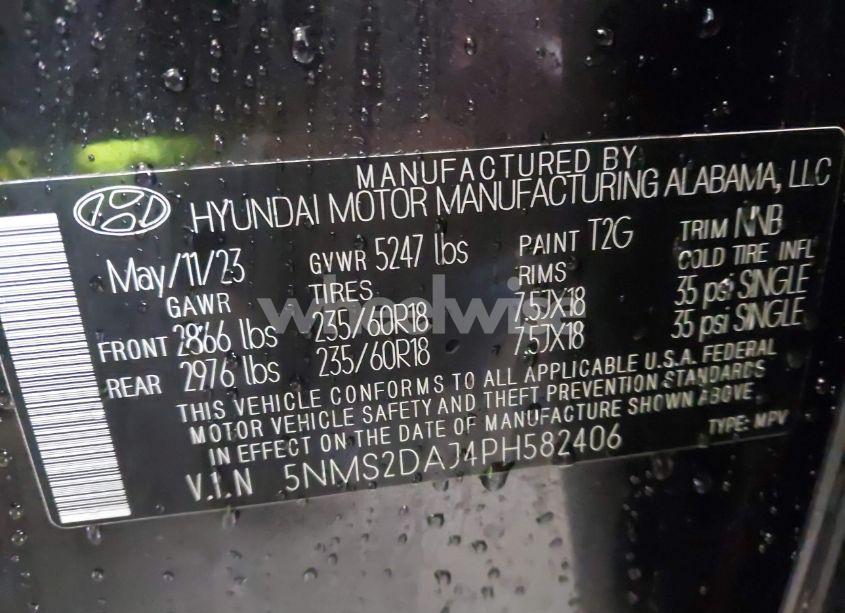 MANUFACTURED BY
HYUNDAI MOTOR MANUFACTURING ALABAMA, LLC
May/11/23 GVWR 5247 lbs PAINT T2G TRIM NNB
GAWR TIRES RIMS COLD TIRE INFL
FRONT 2866 lbs 235/60R18 7.5JX18 35 psi SINGLE
REAR 2976 lbs 235/60R18 7.5JX18 35 psi SINGLE
THIS VEHICLE CONFORMS TO ALL APPLICABLE U.S.A. FEDERAL
MOTOR VEHICLE SAFETY AND THEFT PREVENTION STANDARDS
IN EFFECT ON THE DATE OF MANUFACTURE SHOWN ABOVE.
V.I.N 5NMS2DAJ4PH582406 TYPE: MPV